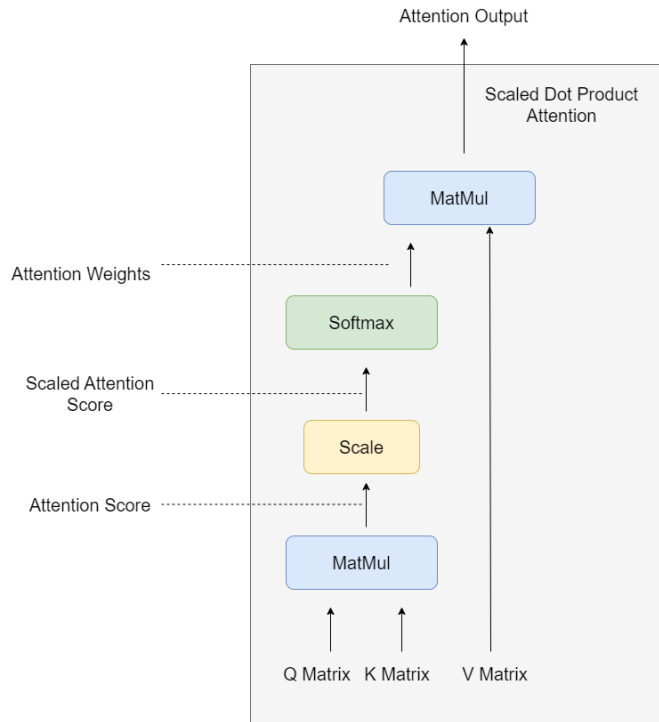 Attention Output
Scaled Dot Product
Attention
MatMul
Attention Weights
Softmax
Scaled Attention
Score
Scale
Attention Score
MatMul
Q Matrix K Matrix V Matrix